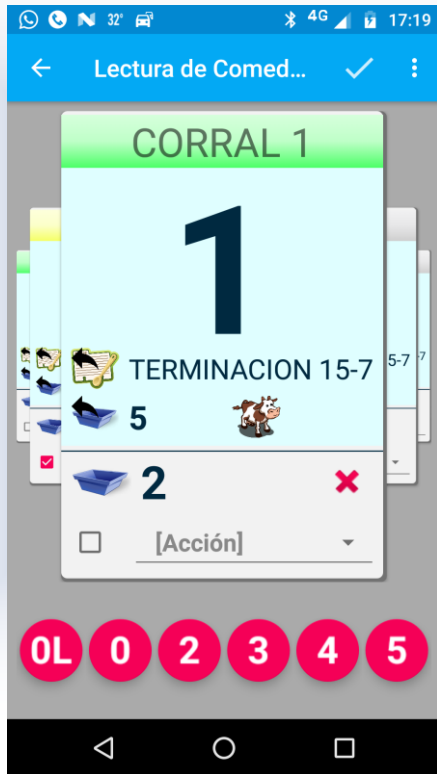 32° 4G 17:19
Lectura de Comed...
CORRAL 1
1
TERMINACION 15-7
5-7
-7
5
2
[Acción]
0L 0 2 3 4 5